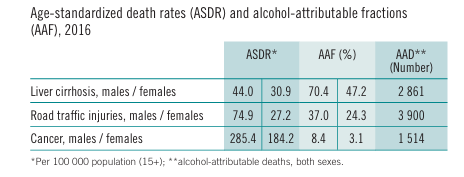 Age-standardized death rates (ASDR) and alcohol-attributable fractions
(AAF), 2016
ASDR* AAF (%) AAD**
(Number)
Liver cirrhosis, males / females 44.0 30.9 70.4 47.2 2 861
Road traffic injuries, males / females 74.9 27.2 37.0 24.3 3 900
Cancer, males / females 285.4 184.2 8.4 3.1 1 514
*Per 100 000 population (15+); **alcohol-attributable deaths, both sexes.